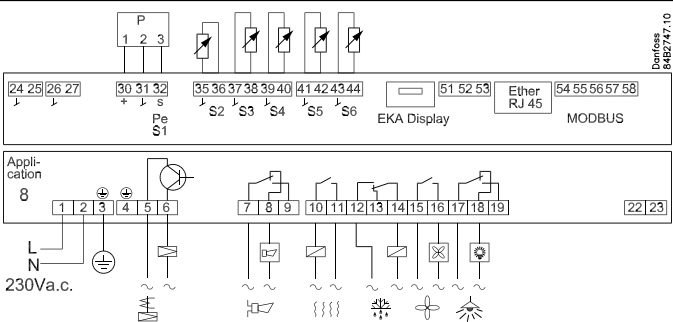 P
1 2 3
Danfoss
84B2747.10
24 25 26 27 30 31 32 35 36 37 38 39 40 41 42 43 44 51 52 53 54 55 56 57 58
+ s
S2 S3 S4 S5 S6
Pe
S1
EKA Display
Ether
RJ 45
MODBUS
Appli-
cation
8
1 2 3 4 5 6 7 8 9 10 11 12 13 14 15 16 17 18 19 22 23
L
N
230Va.c.